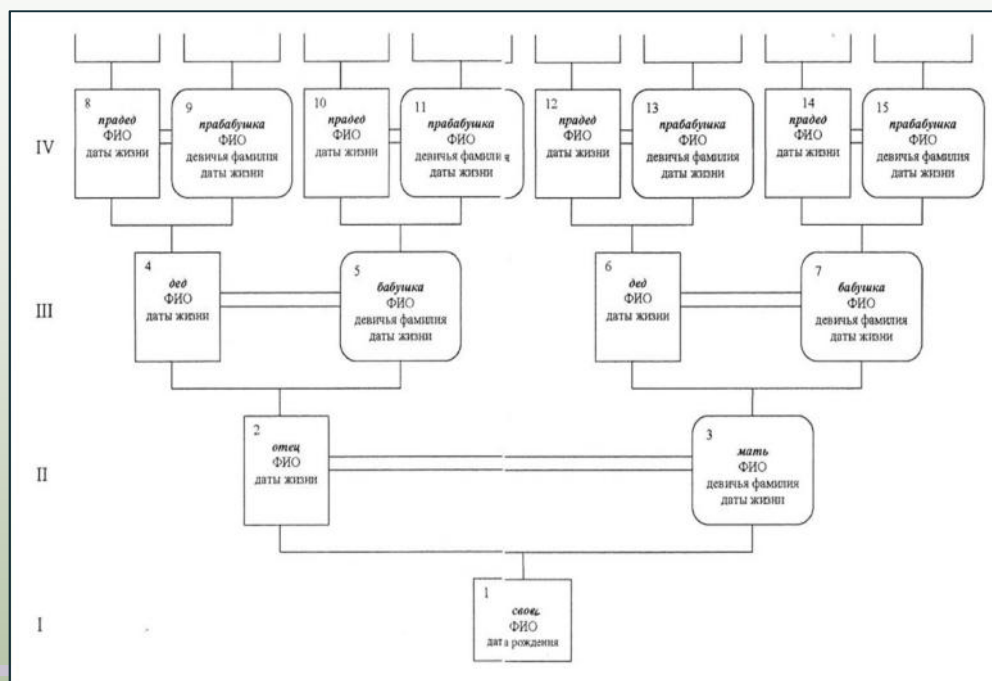 8
прадед
ФИО
даты жизни
9
прабабушка
ФИО
девичья фамилия
даты жизни
10
прадед
ФИО
даты жизни
11
прабабушка
ФИО
девичья фамилия
даты жизни
12
прадед
ФИО
даты жизни
13
прабабушка
ФИО
девичья фамилия
даты жизни
14
прадед
ФИО
даты жизни
15
прабабушка
ФИО
девичья фамилия
даты жизни
IV
4
дед
ФИО
даты жизни
5
бабушка
ФИО
девичья фамилия
даты жизни
6
дед
ФИО
даты жизни
7
бабушка
ФИО
девичья фамилия
даты жизни
III
2
отец
ФИО
даты жизни
3
мать
ФИО
девичья фамилия
даты жизни
II
1
ФИО
дата рождения
I